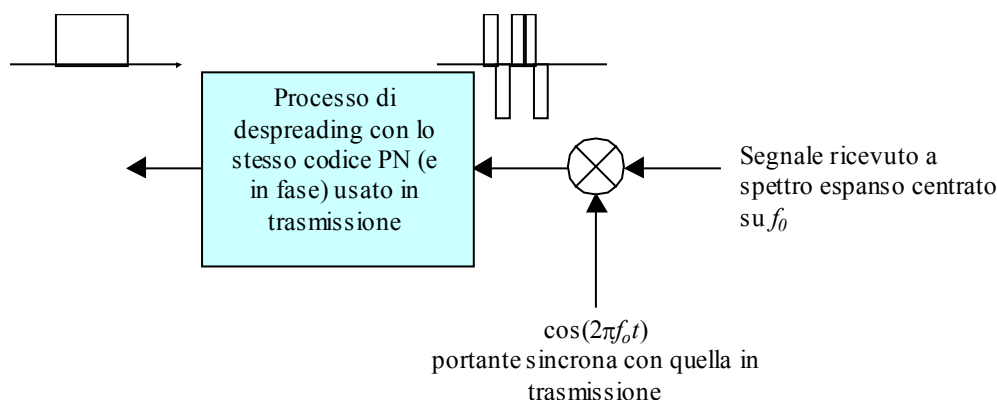 Processo di
despreading con lo
stesso codice PN (e
in fase) usato in
trasmissione
Segnale ricevuto a
spettro espanso centrato
su f₀
cos(2πfₒt)
portante sincrona con quella in
trasmissione